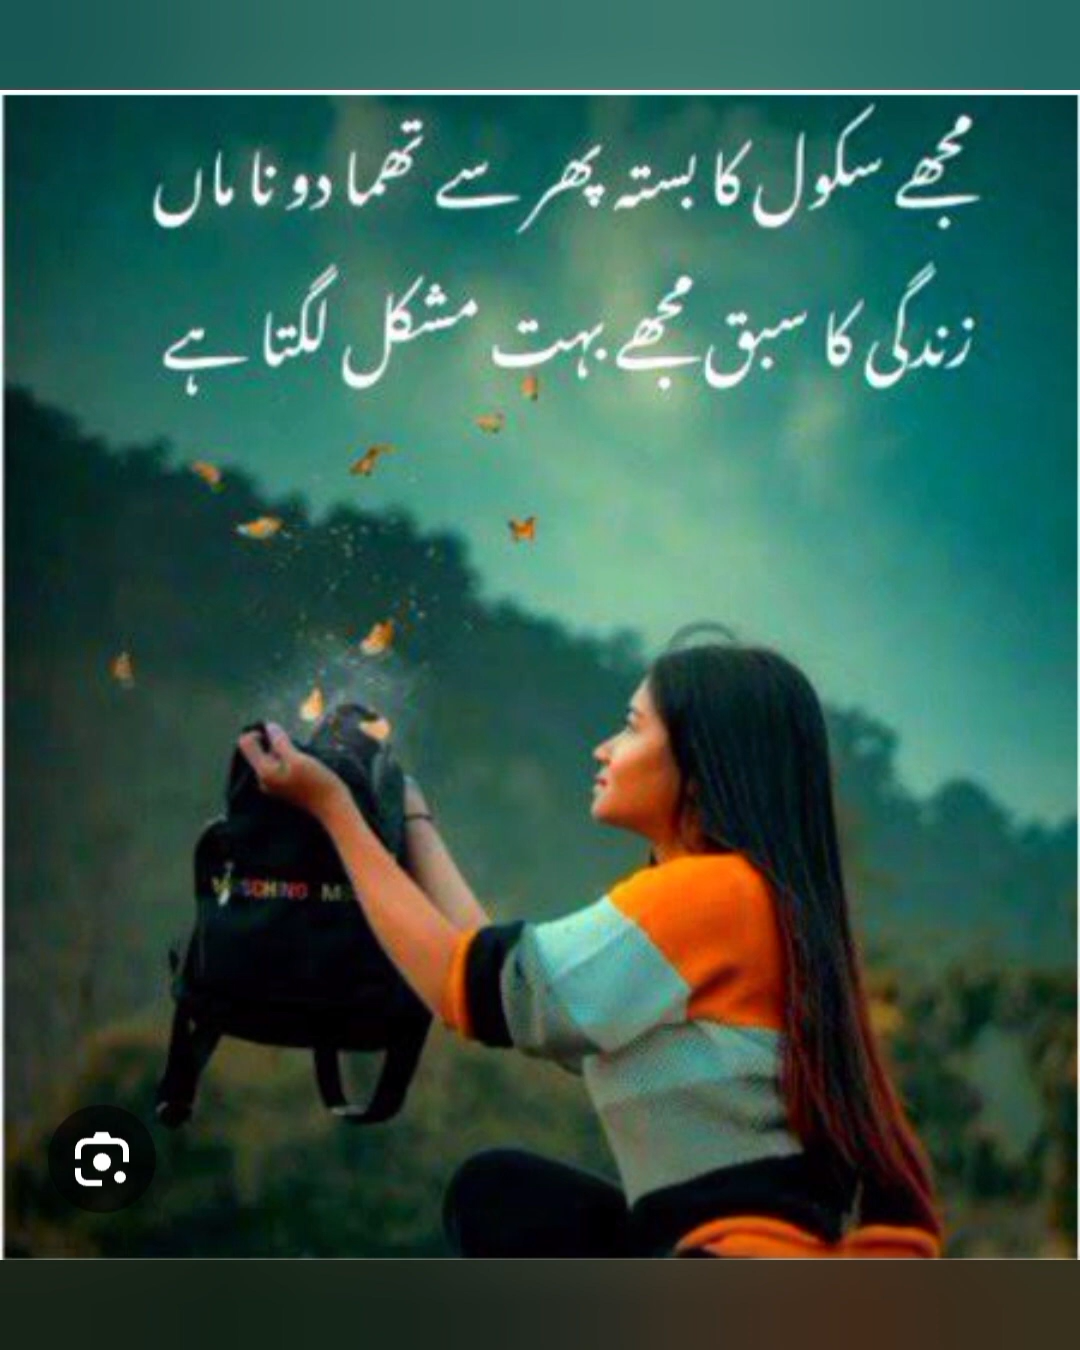 مجھے سکول کا بستہ پھر سے تھما دو نا ماں
زندگی کا سبق مجھے بہت مشکل لگتا ہے